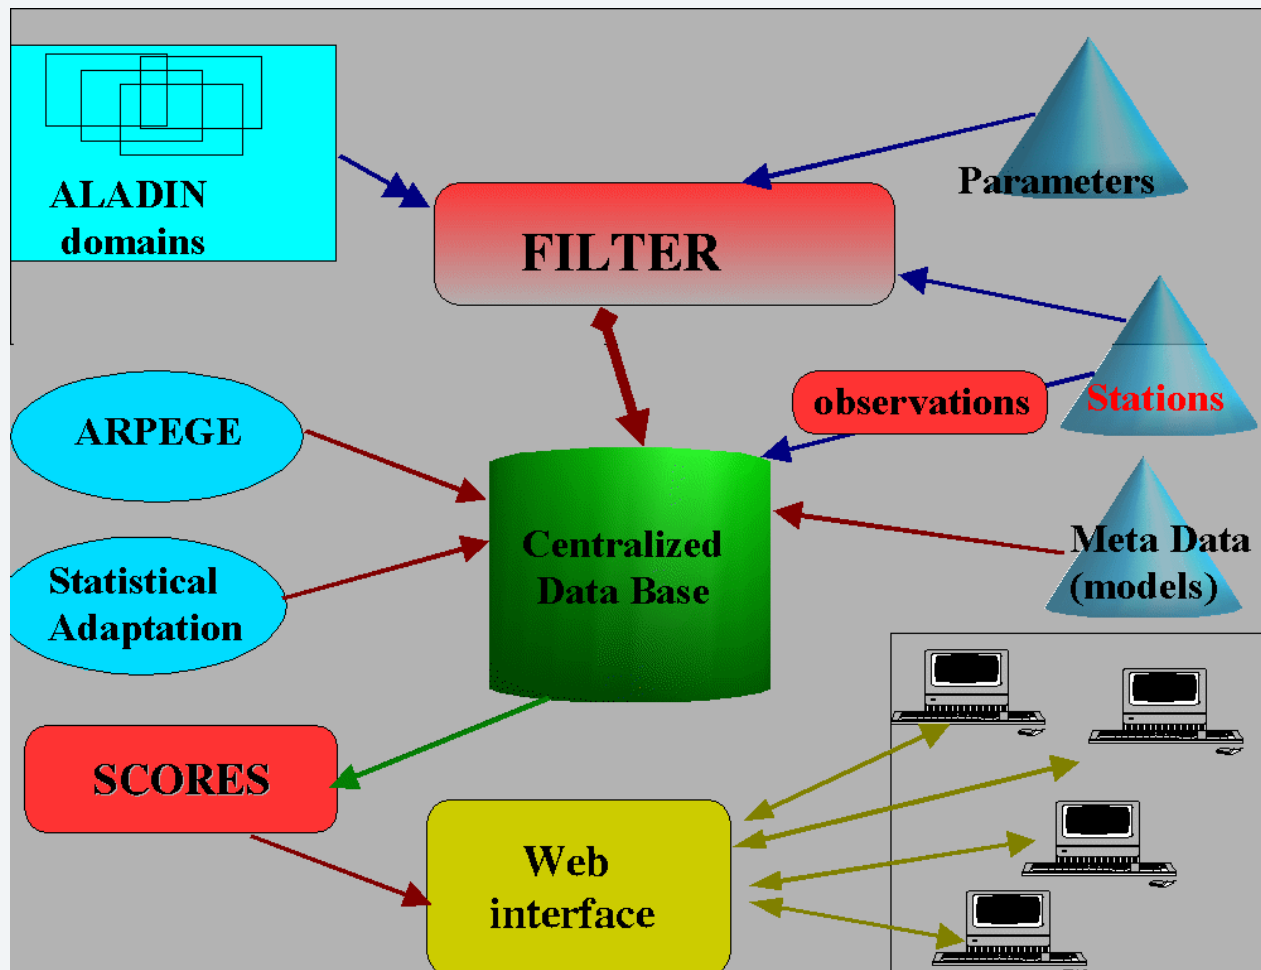 ALADIN
domains
Parameters
FILTER
observations
Stations
ARPEGE
Centralized
Data Base
Meta Data
(models)
Statistical
Adaptation
SCORES
Web
interface